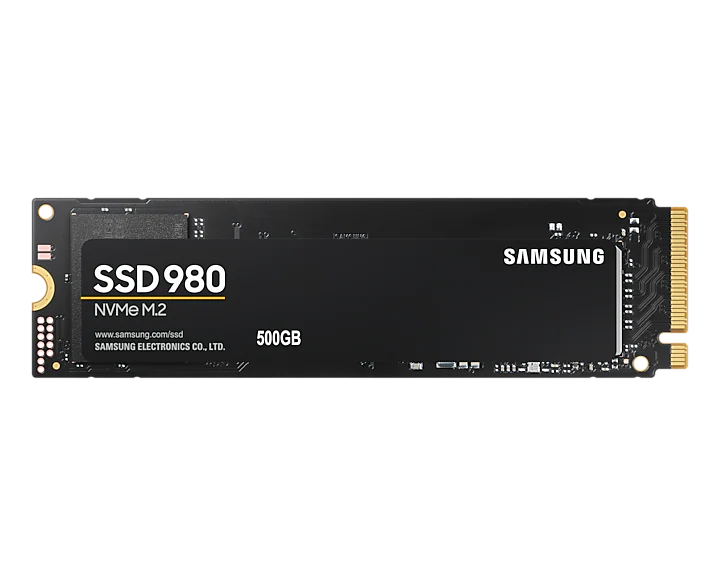 SAMSUNG
SSD 980
NVMe M.2
www.samsung.com/ssd
SAMSUNG ELECTRONICS CO., LTD.
500GB